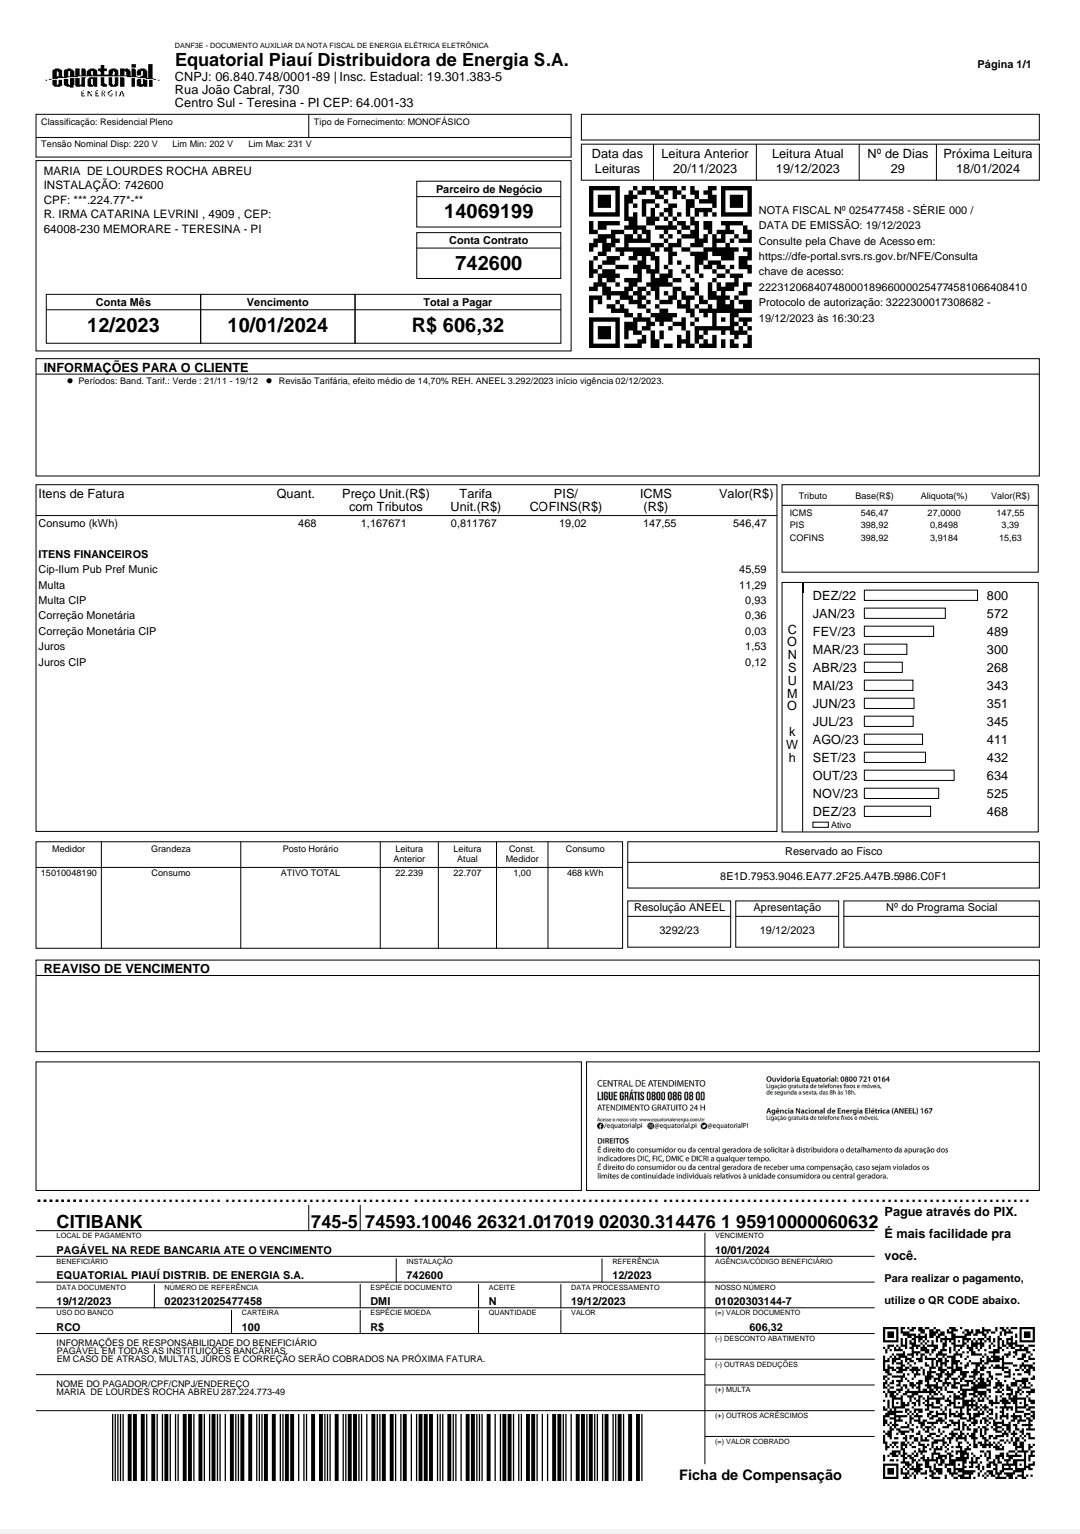 DANF3E - DOCUMENTO AUXILIAR DA NOTA FISCAL DE ENERGIA ELÉTRICA ELETRÔNICA
equatorial
ENERGIA
Equatorial Piauí Distribuidora de Energia S.A.
CNPJ: 06.840.748/0001-89 | Insc. Estadual: 19.301.383-5
Rua João Cabral, 730
Centro Sul - Teresina - PI CEP: 64.001-33
Página 1/1
Classificação: Residencial Pleno
Tipo de Fornecimento: MONOFÁSICO
Tensão Nominal Disp: 220 V Lim Min: 202 V Lim Max: 231 V
Data das Leituras Leitura Anterior Leitura Atual Nº de Dias Próxima Leitura
20/11/2023 19/12/2023 29 18/01/2024
MARIA DE LOURDES ROCHA ABREU
INSTALAÇÃO: 742600
CPF: ***.224.77*-**
R. IRMA CATARINA LEVRINI , 4909 , CEP:
64008-230 MEMORARE - TERESINA - PI
Parceiro de Negócio
14069199
Conta Contrato
742600
Conta Mês Vencimento Total a Pagar
12/2023 10/01/2024 R$ 606,32
NOTA FISCAL Nº 025477458 - SÉRIE 000 /
DATA DE EMISSÃO: 19/12/2023
Consulte pela Chave de Acesso em:
https://dfe-portal.svrs.rs.gov.br/NFE/Consulta
chave de acesso:
22231206840748000189660000254774581066408410
Protocolo de autorização: 3222300017308682 -
19/12/2023 às 16:30:23
INFORMAÇÕES PARA O CLIENTE
● Períodos: Band. Tarif.: Verde : 21/11 - 19/12 ● Revisão Tarifária, efeito médio de 14,70% REH. ANEEL 3.292/2023 início vigência 02/12/2023.
Itens de Fatura Quant. Preço Unit.(R$) com Tributos Tarifa Unit.(R$) PIS/ COFINS(R$) ICMS (R$) Valor(R$)
Consumo (kWh) 468 1,167671 0,811767 19,02 147,55 546,47
ITENS FINANCEIROS
Cip-Ilum Pub Pref Munic 45,59
Multa 11,29
Multa CIP 0,93
Correção Monetária 0,36
Correção Monetária CIP 0,03
Juros 1,53
Juros CIP 0,12
Tributo Base(R$) Aliquota(%) Valor(R$)
ICMS 546,47 27,0000 147,55
PIS 398,92 0,8498 3,39
COFINS 398,92 3,9184 15,63
CONSUMO kWh
DEZ/22 800
JAN/23 572
FEV/23 489
MAR/23 300
ABR/23 268
MAI/23 343
JUN/23 351
JUL/23 345
AGO/23 411
SET/23 432
OUT/23 634
NOV/23 525
DEZ/23 468
Ativo
Medidor Grandeza Posto Horário Leitura Anterior Leitura Atual Const. Medidor Consumo
15010048190 Consumo ATIVO TOTAL 22.239 22.707 1,00 468 kWh
Reservado ao Fisco
8E1D.7953.9046.EA77.2F25.A47B.5986.C0F1
Resolução ANEEL Apresentação Nº do Programa Social
3292/23 19/12/2023
REAVISO DE VENCIMENTO
CENTRAL DE ATENDIMENTO
LIGUE GRÁTIS 0800 086 08 00
ATENDIMENTO GRATUITO 24 H
Acesse o nosso site: www.equatorialenergia.com.br
/equatorialpi @equatorial.pi @equatorialPI
Ouvidoria Equatorial: 0800 721 0164
Ligação gratuita de telefones fixos e móveis,
de segunda a sexta, das 8h às 18h.
Agência Nacional de Energia Elétrica (ANEEL) 167
Ligação gratuita de telefone fixos e móveis.
DIREITOS
É direito do consumidor ou da central geradora de solicitar à distribuidora o detalhamento da apuração dos
indicadores DIC, FIC, DMIC e DICRI a qualquer tempo.
É direito do consumidor ou da central geradora de receber uma compensação, caso sejam violados os
limites de continuidade individuais relativos à unidade consumidora ou central geradora.
CITIBANK 745-5 74593.10046 26321.017019 02030.314476 1 95910000060632
LOCAL DE PAGAMENTO VENCIMENTO
PAGÁVEL NA REDE BANCARIA ATE O VENCIMENTO 10/01/2024
BENEFICIÁRIO INSTALAÇÃO REFERÊNCIA AGÊNCIA/CÓDIGO BENEFICIÁRIO
EQUATORIAL PIAUÍ DISTRIB. DE ENERGIA S.A. 742600 12/2023
DATA DOCUMENTO NÚMERO DE REFERÊNCIA ESPÉCIE DOCUMENTO ACEITE DATA PROCESSAMENTO NOSSO NÚMERO
19/12/2023 0202312025477458 DMI N 19/12/2023 01020303144-7
USO DO BANCO CARTEIRA ESPÉCIE MOEDA QUANTIDADE VALOR (=) VALOR DOCUMENTO
RCO 100 R$ 606,32
INFORMAÇÕES DE RESPONSABILIDADE DO BENEFICIÁRIO
PAGÁVEL EM TODAS AS INSTITUIÇÕES BANCÁRIAS.
EM CASO DE ATRASO, MULTAS, JUROS E CORREÇÃO SERÃO COBRADOS NA PRÓXIMA FATURA.
(-) DESCONTO ABATIMENTO
(-) OUTRAS DEDUÇÕES
NOME DO PAGADOR/CPF/CNPJ/ENDEREÇO
MARIA DE LOURDES ROCHA ABREU 287.224.773-49
(+) MULTA
(+) OUTROS ACRÉSCIMOS
(=) VALOR COBRADO
Ficha de Compensação
Pague através do PIX.
É mais facilidade pra
você.
Para realizar o pagamento,
utilize o QR CODE abaixo.